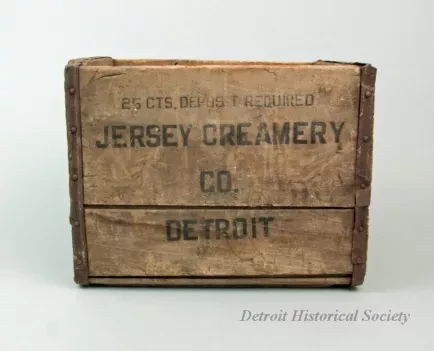 25 CTS. DEPOSIT REQUIRED
JERSEY CREAMERY
CO.
DETROIT
Detroit Historical Society